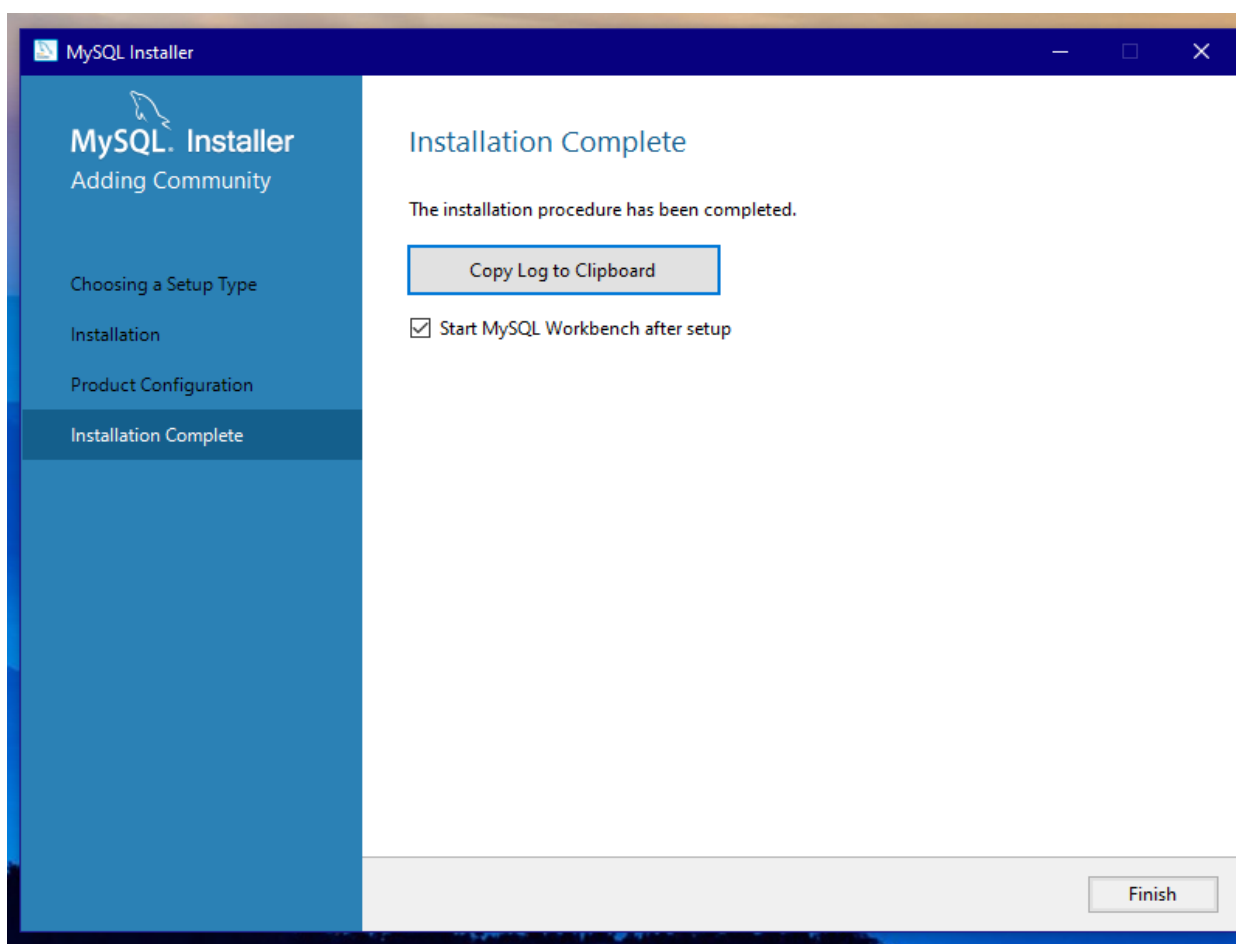 MySQL Installer
MySQL. Installer
Adding Community
Choosing a Setup Type
Installation
Product Configuration
Installation Complete
Installation Complete
The installation procedure has been completed.
Copy Log to Clipboard
Start MySQL Workbench after setup
Finish